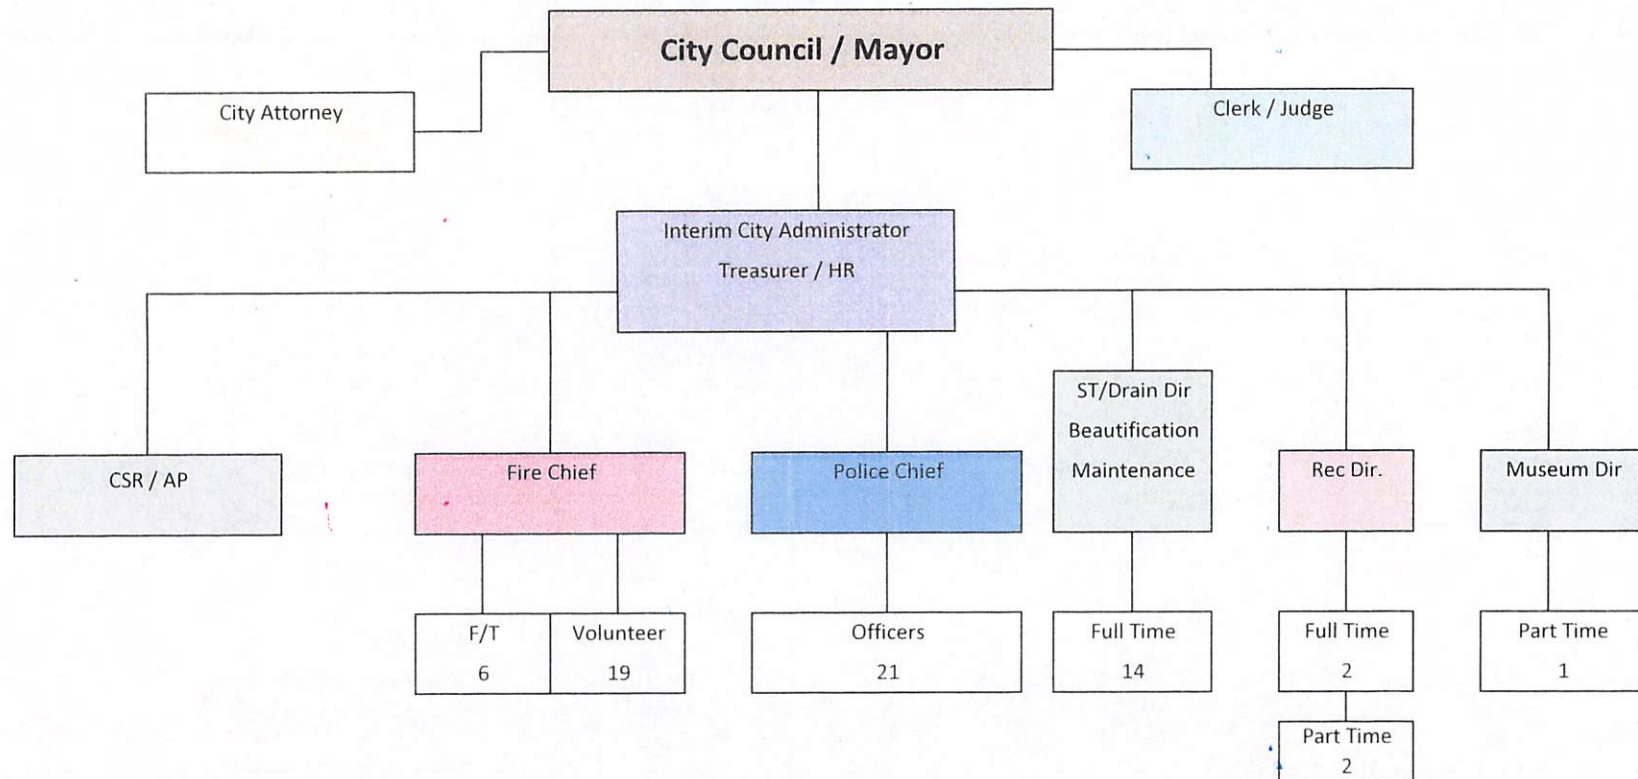 City Council / Mayor
City Attorney
Clerk / Judge
Interim City Administrator
Treasurer / HR
CSR / AP
Fire Chief
Police Chief
ST/Drain Dir
Beautification
Maintenance
Rec Dir.
Museum Dir
F/T
6
Volunteer
19
Officers
21
Full Time
14
Full Time
2
Part Time
1
Part Time
2